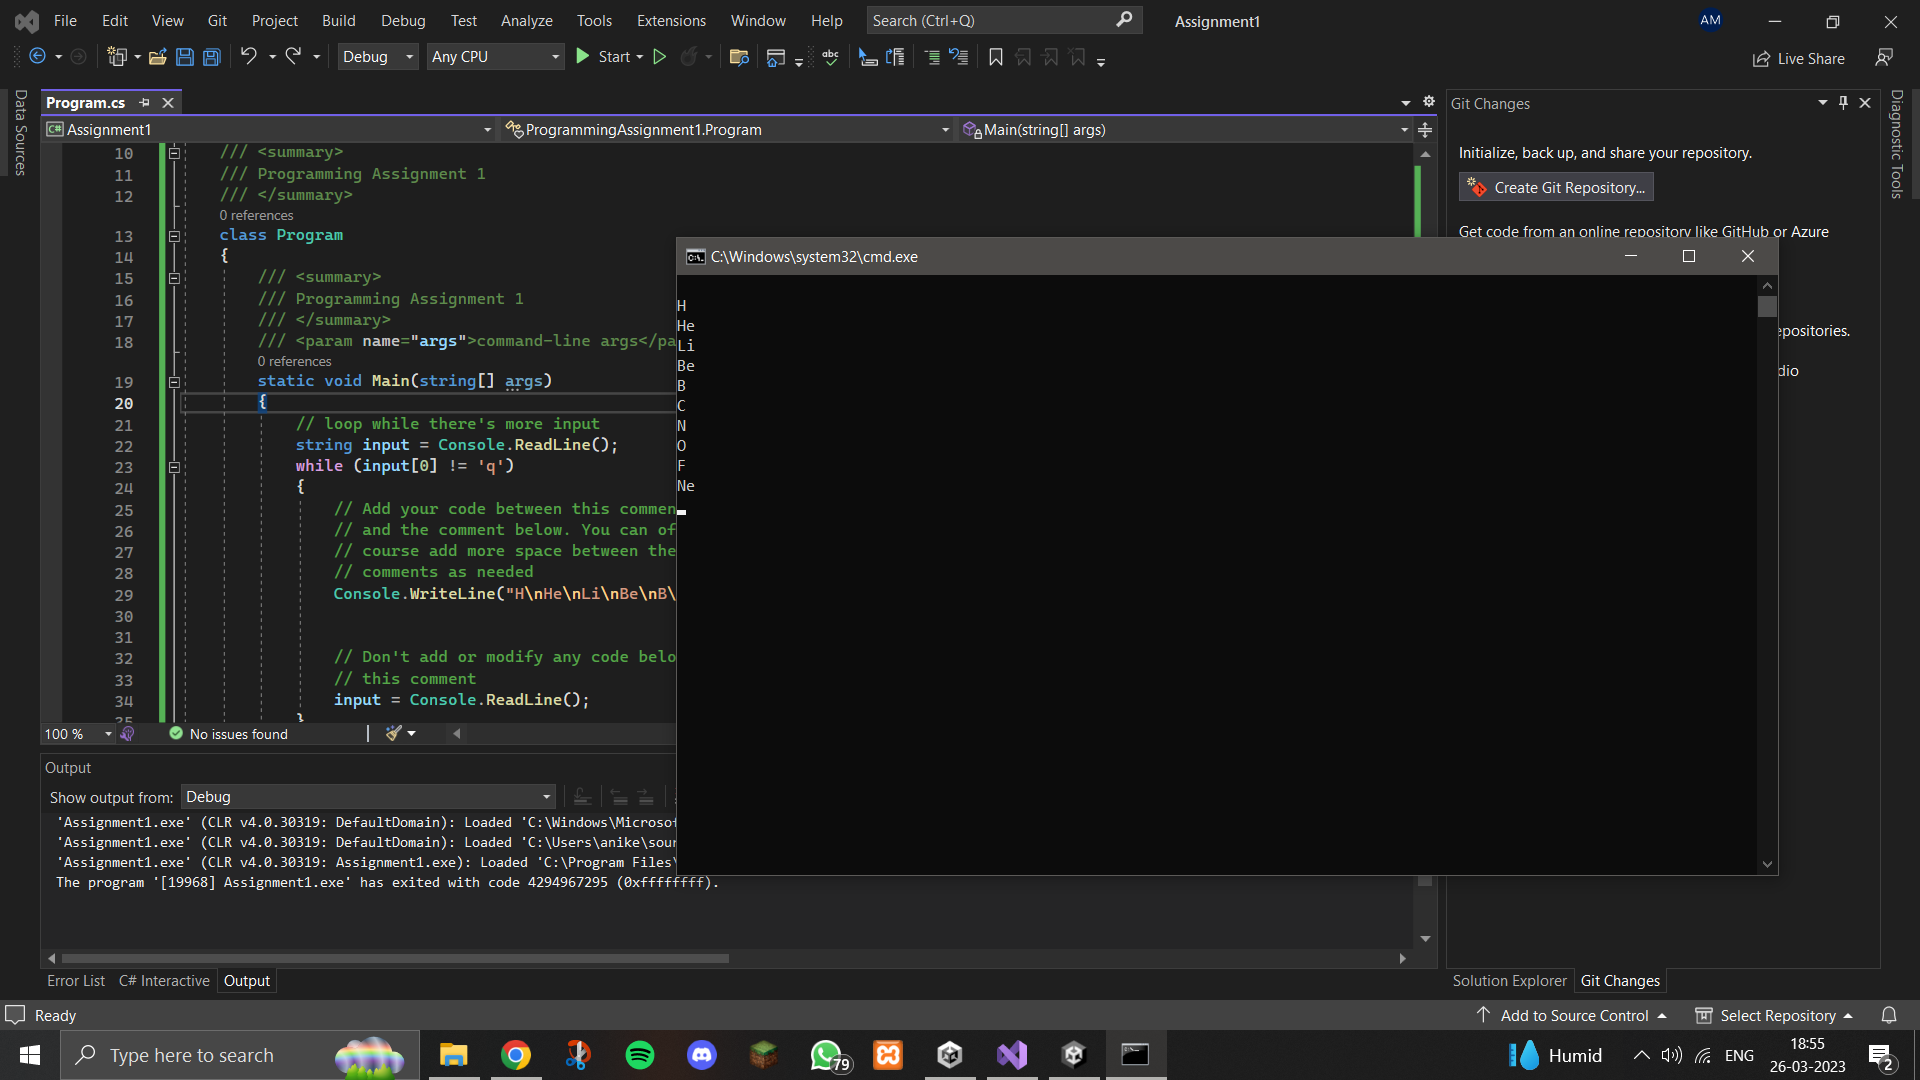 File Edit View Git Project Build Debug Test Analyze Tools Extensions Window Help Search (Ctrl+Q) Assignment1 AM
Debug Any CPU Start abc Live Share
Data Sources
Program.cs
Assignment1 ProgrammingAssignment1.Program Main(string[] args)
10 /// <summary>
11 /// Programming Assignment 1
12 /// </summary>
0 references
13 class Program
14 {
15 /// <summary>
16 /// Programming Assignment 1
17 /// </summary>
18 /// <param name="args">command-line args</pa
0 references
19 static void Main(string[] args)
20 {
21 // loop while there's more input
22 string input = Console.ReadLine();
23 while (input[0] != 'q')
24 {
25 // Add your code between this commen
26 // and the comment below. You can of
27 // course add more space between the
28 // comments as needed
29 Console.WriteLine("H\nHe\nLi\nBe\nB\
30
31
32 // Don't add or modify any code belo
33 // this comment
34 input = Console.ReadLine();
35 }
100 % No issues found
C:\Windows\system32\cmd.exe
H
He
Li
Be
B
C
N
O
F
Ne
Output
Show output from: Debug
'Assignment1.exe' (CLR v4.0.30319: DefaultDomain): Loaded 'C:\Windows\Microsof
'Assignment1.exe' (CLR v4.0.30319: DefaultDomain): Loaded 'C:\Users\anike\sour
'Assignment1.exe' (CLR v4.0.30319: Assignment1.exe): Loaded 'C:\Program Files\
The program '[19968] Assignment1.exe' has exited with code 4294967295 (0xffffffff).
Error List C# Interactive Output
Git Changes
Initialize, back up, and share your repository.
Create Git Repository...
Get code from an online repository like GitHub or Azure
epositories.
dio
Solution Explorer Git Changes
Diagnostic Tools
Ready Add to Source Control Select Repository
Type here to search 79 Humid ENG 18:55
26-03-2023 2